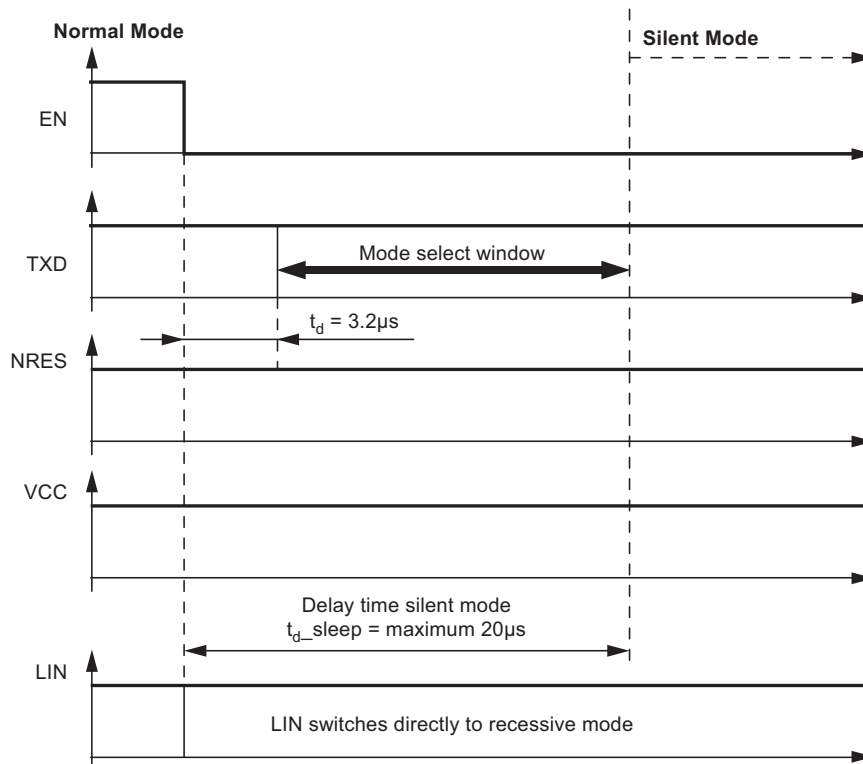 Normal Mode
Silent Mode
EN
TXD
Mode select window
t_d = 3.2µs
NRES
VCC
Delay time silent mode
t_d_sleep = maximum 20µs
LIN
LIN switches directly to recessive mode